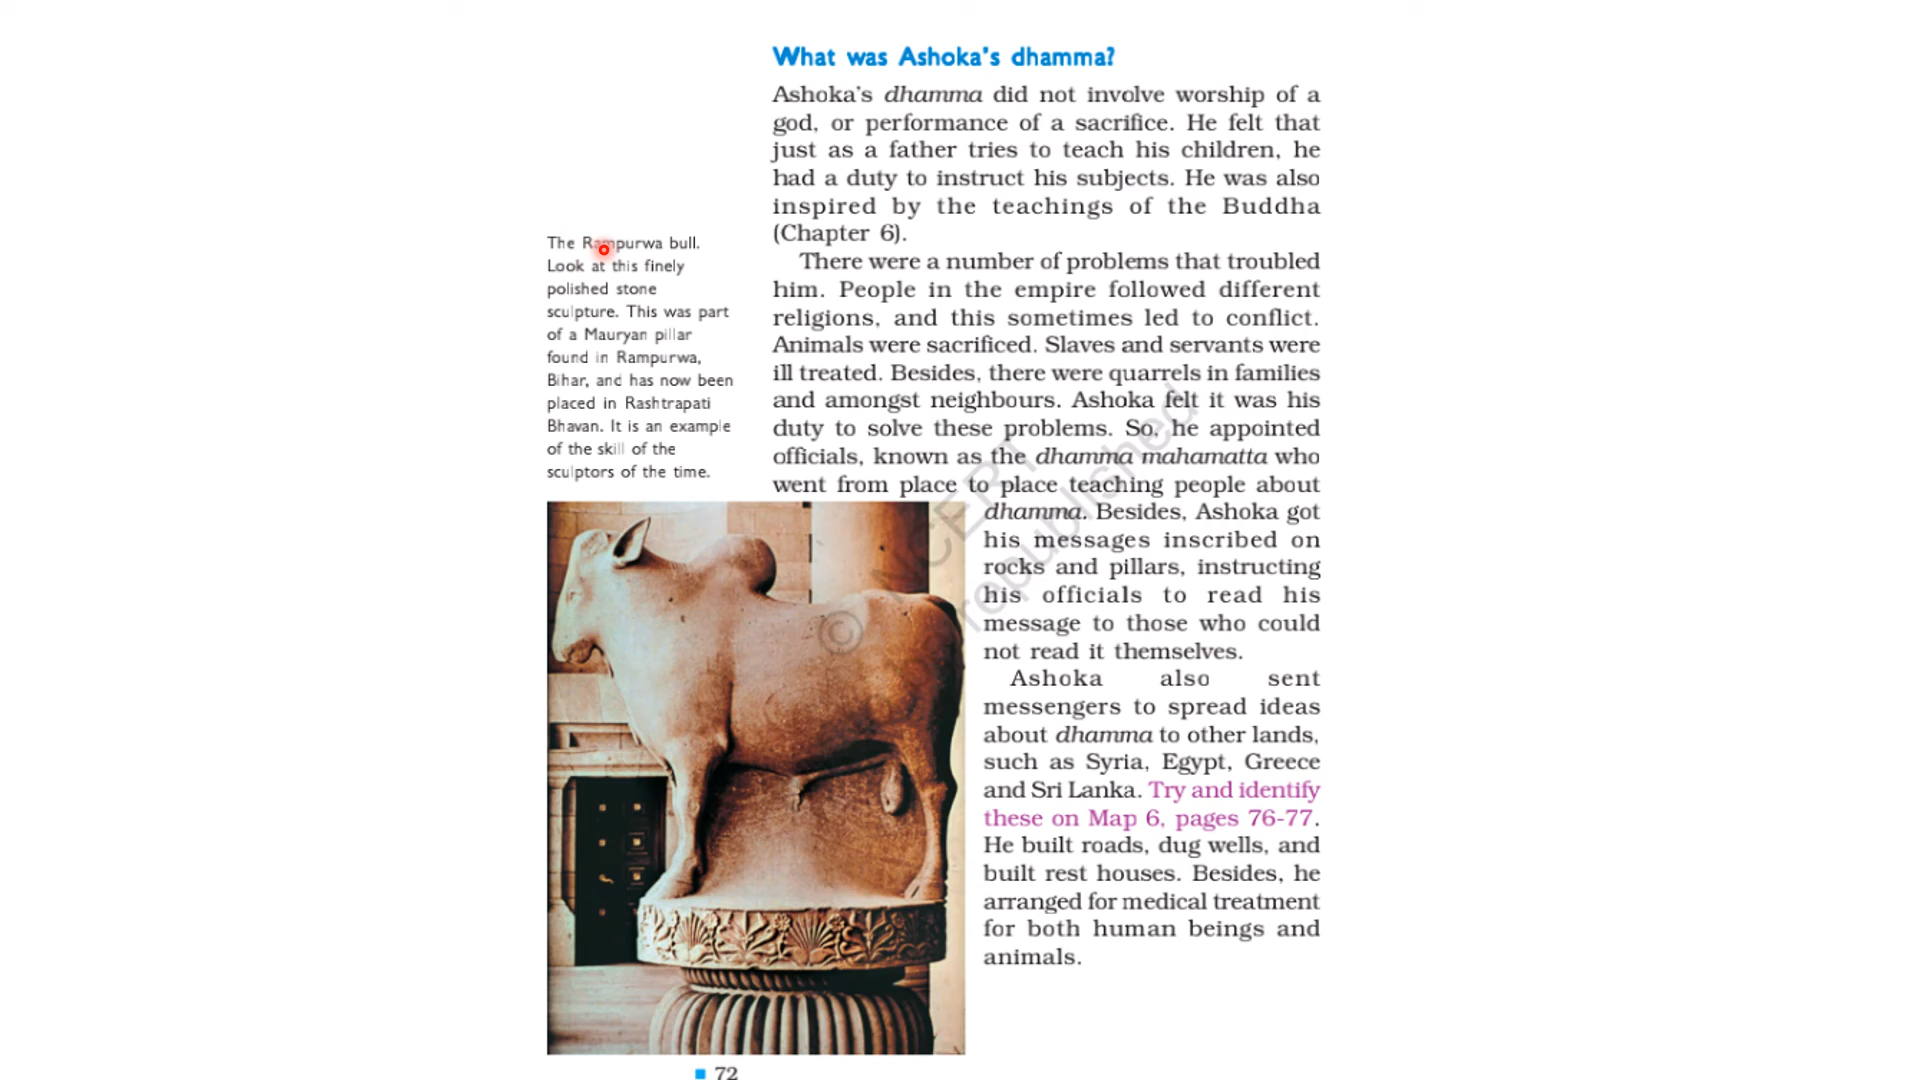 What was Ashoka's dhamma?
Ashoka's dhamma did not involve worship of a
god, or performance of a sacrifice. He felt that
just as a father tries to teach his children, he
had a duty to instruct his subjects. He was also
inspired by the teachings of the Buddha
(Chapter 6).
There were a number of problems that troubled
him. People in the empire followed different
religions, and this sometimes led to conflict.
Animals were sacrificed. Slaves and servants were
ill treated. Besides, there were quarrels in families
and amongst neighbours. Ashoka felt it was his
duty to solve these problems. So, he appointed
officials, known as the dhamma mahamatta who
went from place to place teaching people about
dhamma. Besides, Ashoka got
his messages inscribed on
rocks and pillars, instructing
his officials to read his
message to those who could
not read it themselves.
Ashoka also sent
messengers to spread ideas
about dhamma to other lands,
such as Syria, Egypt, Greece
and Sri Lanka. Try and identify
these on Map 6, pages 76-77.
He built roads, dug wells, and
built rest houses. Besides, he
arranged for medical treatment
for both human beings and
animals.
The Rampurwa bull.
Look at this finely
polished stone
sculpture. This was part
of a Mauryan pillar
found in Rampurwa,
Bihar, and has now been
placed in Rashtrapati
Bhavan. It is an example
of the skill of the
sculptors of the time.
© NCERT
republished
72